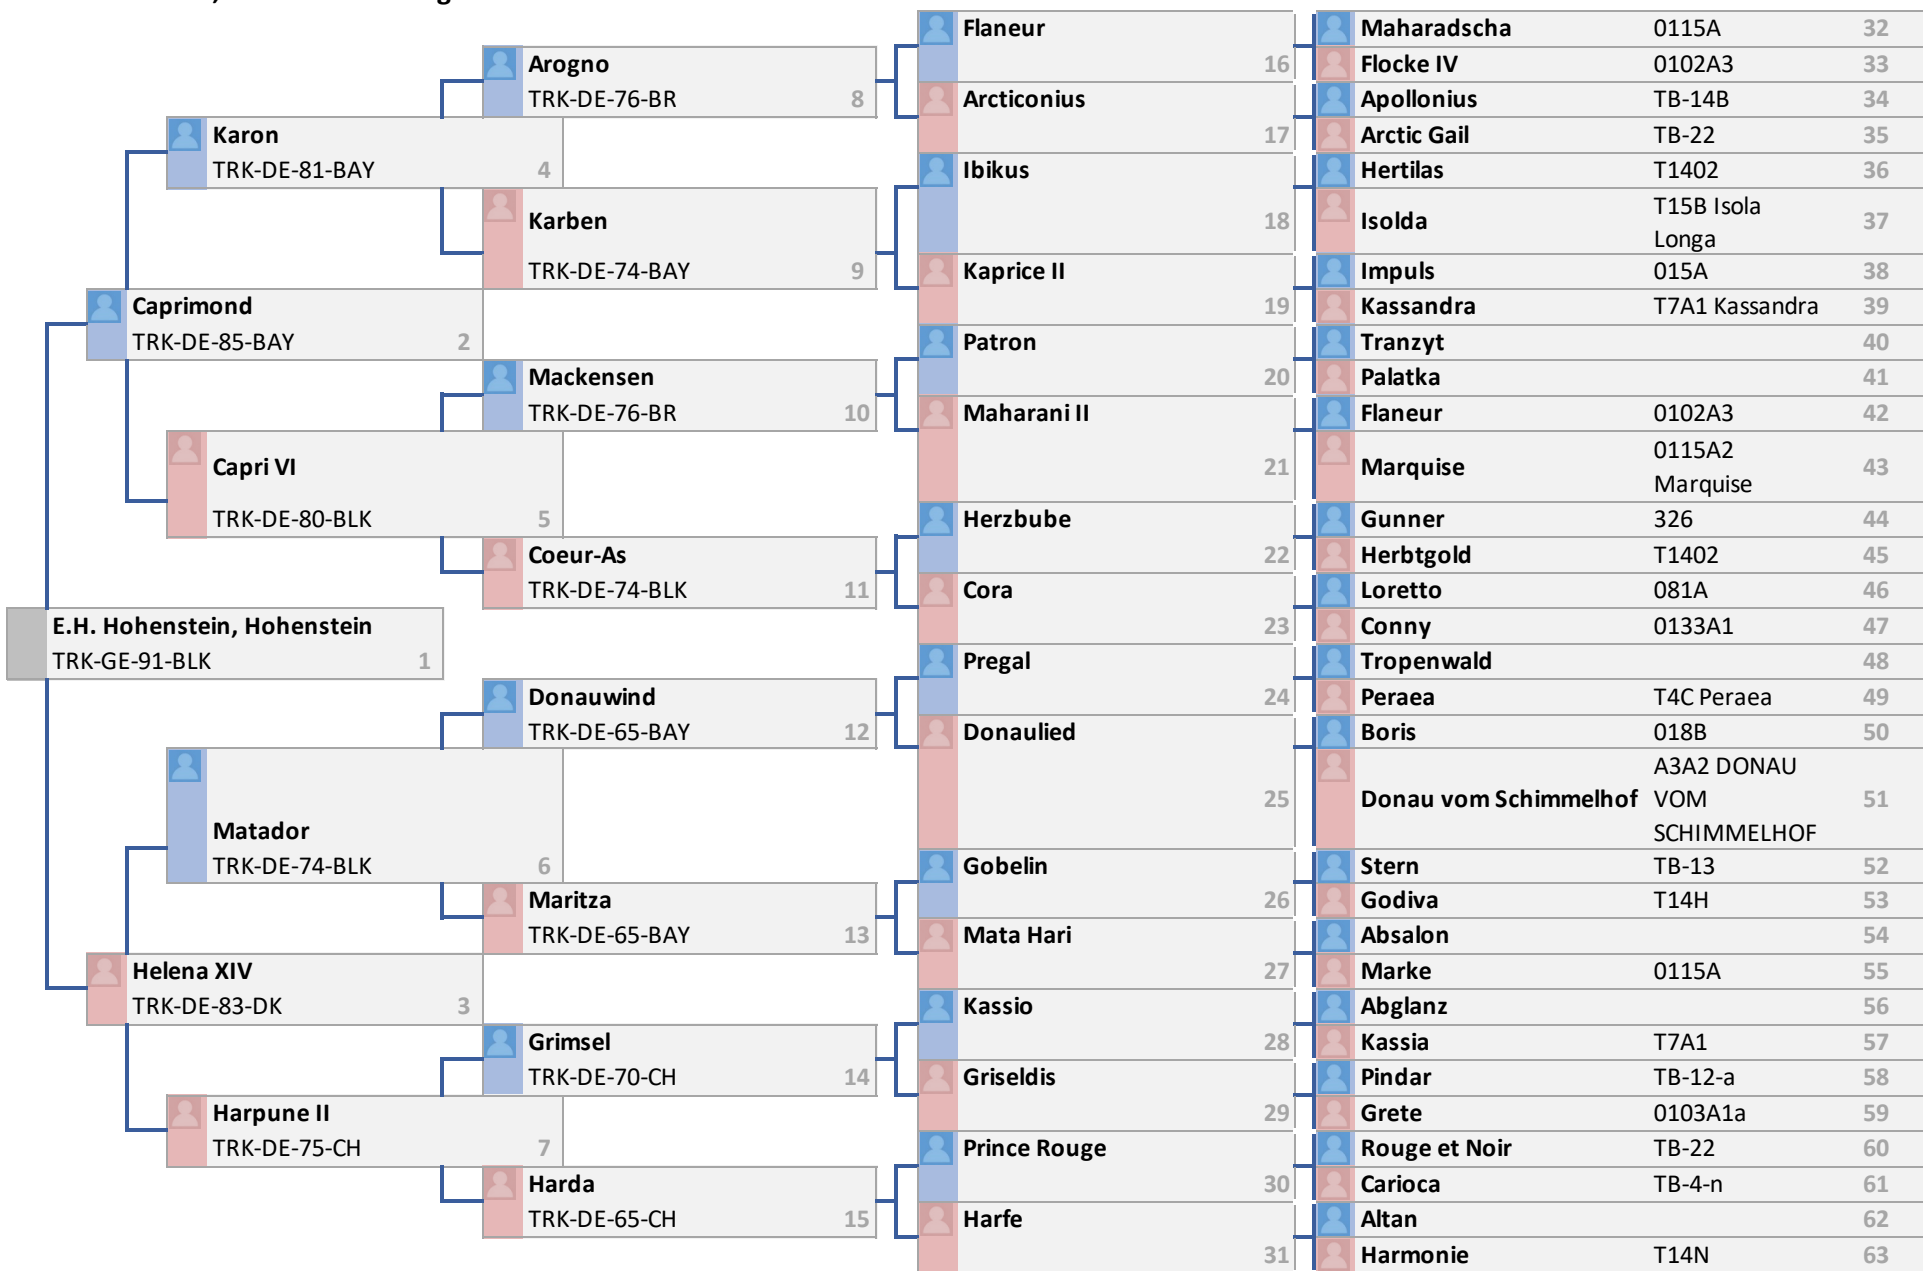 Flaneur
16
Arcticonius
17
Ibikus
18
Kaprice II
19
Patron
20
Maharani II
21
Herzbube
22
Cora
23
Pregal
24
Donaulied
25
Gobelin
26
Mata Hari
27
Kassio
28
Griseldis
29
Prince Rouge
30
Harfe
31
Maharadscha 0115A 32
Flocke IV 0102A3 33
Apollonius TB-14B 34
Arctic Gail TB-22 35
Hertilas T1402 36
Isolda T15B Isola Longa 37
Impuls 015A 38
Kassandra T7A1 Kassandra 39
Tranzyt 40
Palatka 41
Flaneur 0102A3 42
Marquise 0115A2 Marquise 43
Gunner 326 44
Herbtgold T1402 45
Loretto 081A 46
Conny 0133A1 47
Tropenwald 48
Peraea T4C Peraea 49
Boris 018B 50
Donau vom Schimmelhof A3A2 DONAU VOM SCHIMMELHOF 51
Stern TB-13 52
Godiva T14H 53
Absalon 54
Marke 0115A 55
Abglanz 56
Kassia T7A1 57
Pindar TB-12-a 58
Grete 0103A1a 59
Rouge et Noir TB-22 60
Carioca TB-4-n 61
Altan 62
Harmonie T14N 63
Arogno
TRK-DE-76-BR 8
Karben
TRK-DE-74-BAY 9
Mackensen
TRK-DE-76-BR 10
Coeur-As
TRK-DE-74-BLK 11
Donauwind
TRK-DE-65-BAY 12
Maritza
TRK-DE-65-BAY 13
Grimsel
TRK-DE-70-CH 14
Harda
TRK-DE-65-CH 15
Karon
TRK-DE-81-BAY 4
Capri VI
TRK-DE-80-BLK 5
Matador
TRK-DE-74-BLK 6
Harpune II
TRK-DE-75-CH 7
Caprimond
TRK-DE-85-BAY 2
Helena XIV
TRK-DE-83-DK 3
E.H. Hohenstein, Hohenstein
TRK-GE-91-BLK 1